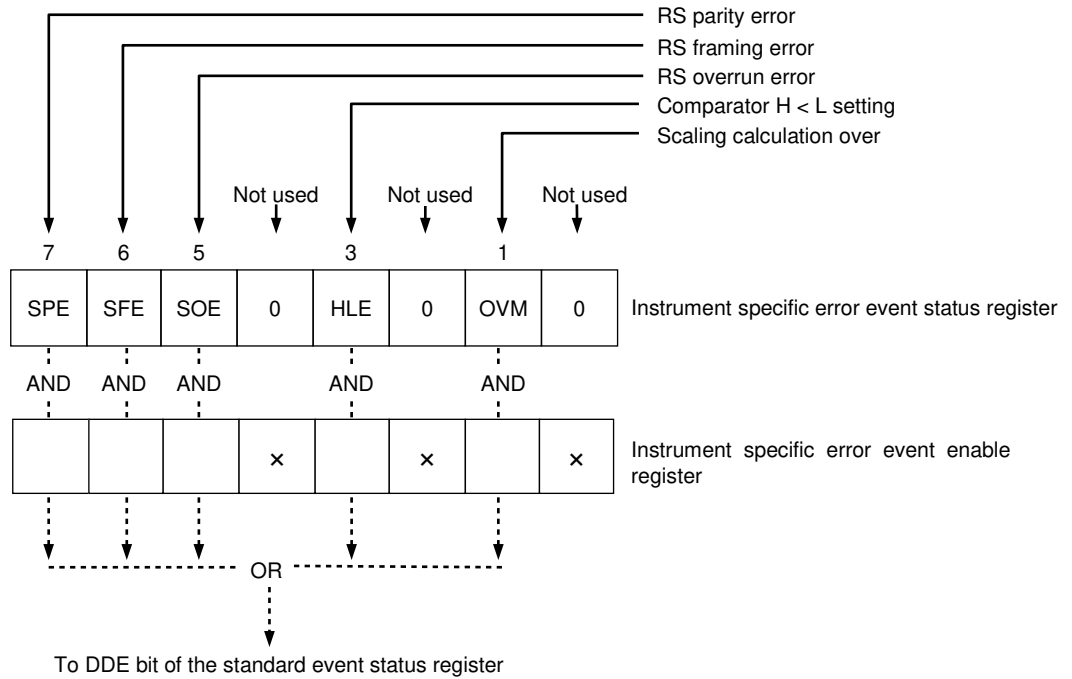 RS parity error
RS framing error
RS overrun error
Comparator H < L setting
Scaling calculation over
Not used Not used Not used
7 6 5 3 1
SPE SFE SOE 0 HLE 0 OVM 0
Instrument specific error event status register
AND AND AND AND AND
× × ×
Instrument specific error event enable
register
OR
To DDE bit of the standard event status register